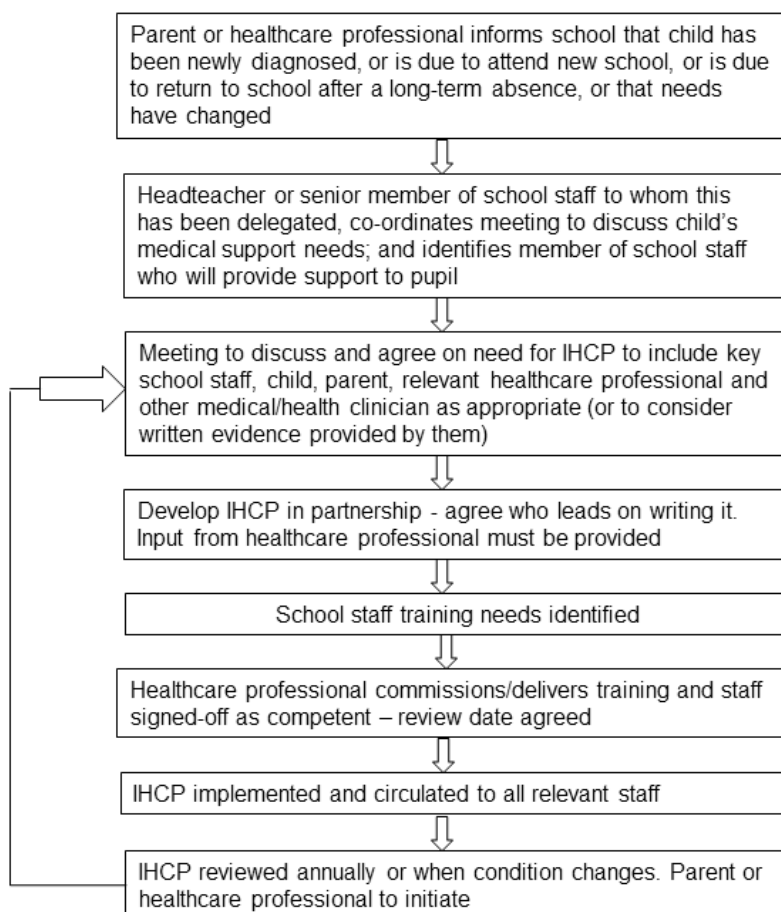 Parent or healthcare professional informs school that child has
been newly diagnosed, or is due to attend new school, or is due
to return to school after a long-term absence, or that needs
have changed
Headteacher or senior member of school staff to whom this
has been delegated, co-ordinates meeting to discuss child's
medical support needs; and identifies member of school staff
who will provide support to pupil
Meeting to discuss and agree on need for IHCP to include key
school staff, child, parent, relevant healthcare professional and
other medical/health clinician as appropriate (or to consider
written evidence provided by them)
Develop IHCP in partnership - agree who leads on writing it.
Input from healthcare professional must be provided
School staff training needs identified
Healthcare professional commissions/delivers training and staff
signed-off as competent – review date agreed
IHCP implemented and circulated to all relevant staff
IHCP reviewed annually or when condition changes. Parent or
healthcare professional to initiate